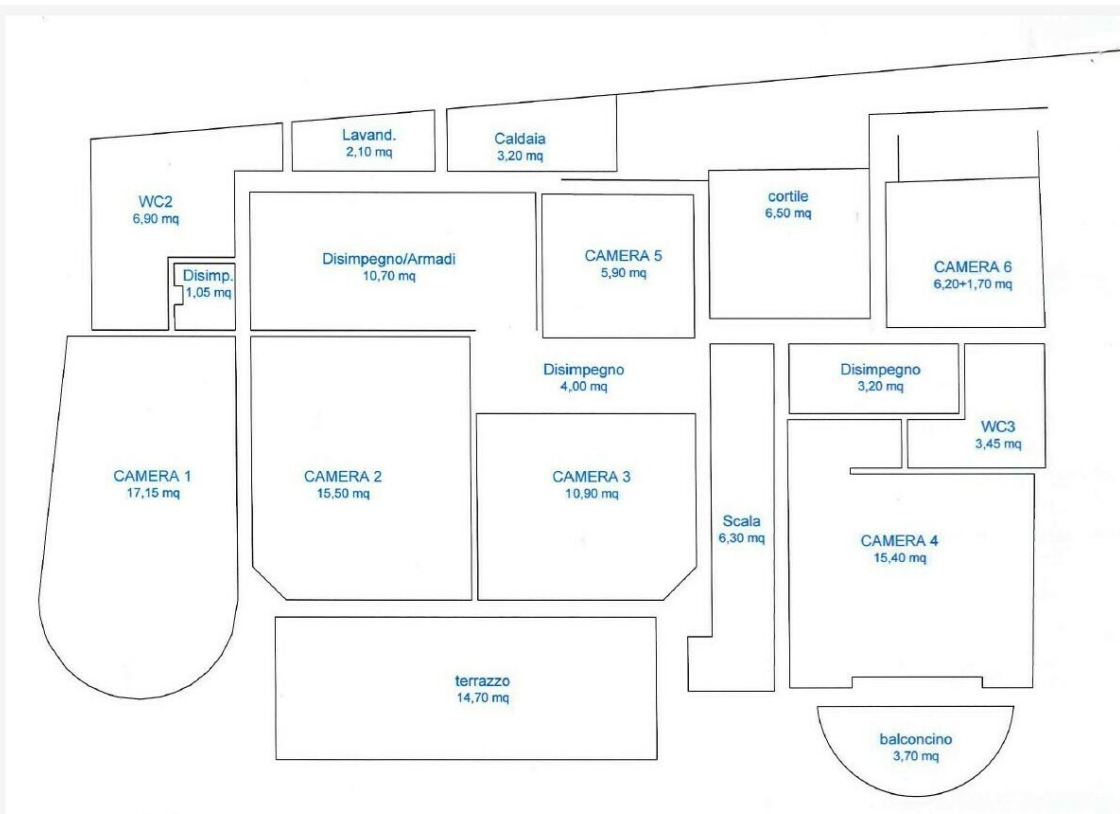 Lavand.
2,10 mq
Caldaia
3,20 mq
WC2
6,90 mq
cortile
6,50 mq
Disimpegno/Armadi
10,70 mq
CAMERA 5
5,90 mq
CAMERA 6
6,20+1,70 mq
Disimp.
1,05 mq
Disimpegno
4,00 mq
Disimpegno
3,20 mq
WC3
3,45 mq
CAMERA 1
17,15 mq
CAMERA 2
15,50 mq
CAMERA 3
10,90 mq
Scala
6,30 mq
CAMERA 4
15,40 mq
terrazzo
14,70 mq
balconcino
3,70 mq